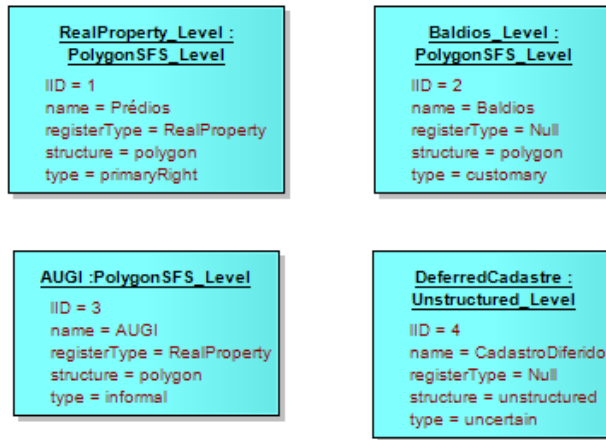 RealProperty_Level :
PolygonSFS_Level
lID = 1
name = Prédios
registerType = RealProperty
structure = polygon
type = primaryRight
Baldios_Level :
PolygonSFS_Level
lID = 2
name = Baldios
registerType = Null
structure = polygon
type = customary
AUGI :PolygonSFS_Level
lID = 3
name = AUGI
registerType = RealProperty
structure = polygon
type = informal
DeferredCadastre :
Unstructured_Level
lID = 4
name = CadastroDiferido
registerType = Null
structure = unstructured
type = uncertain